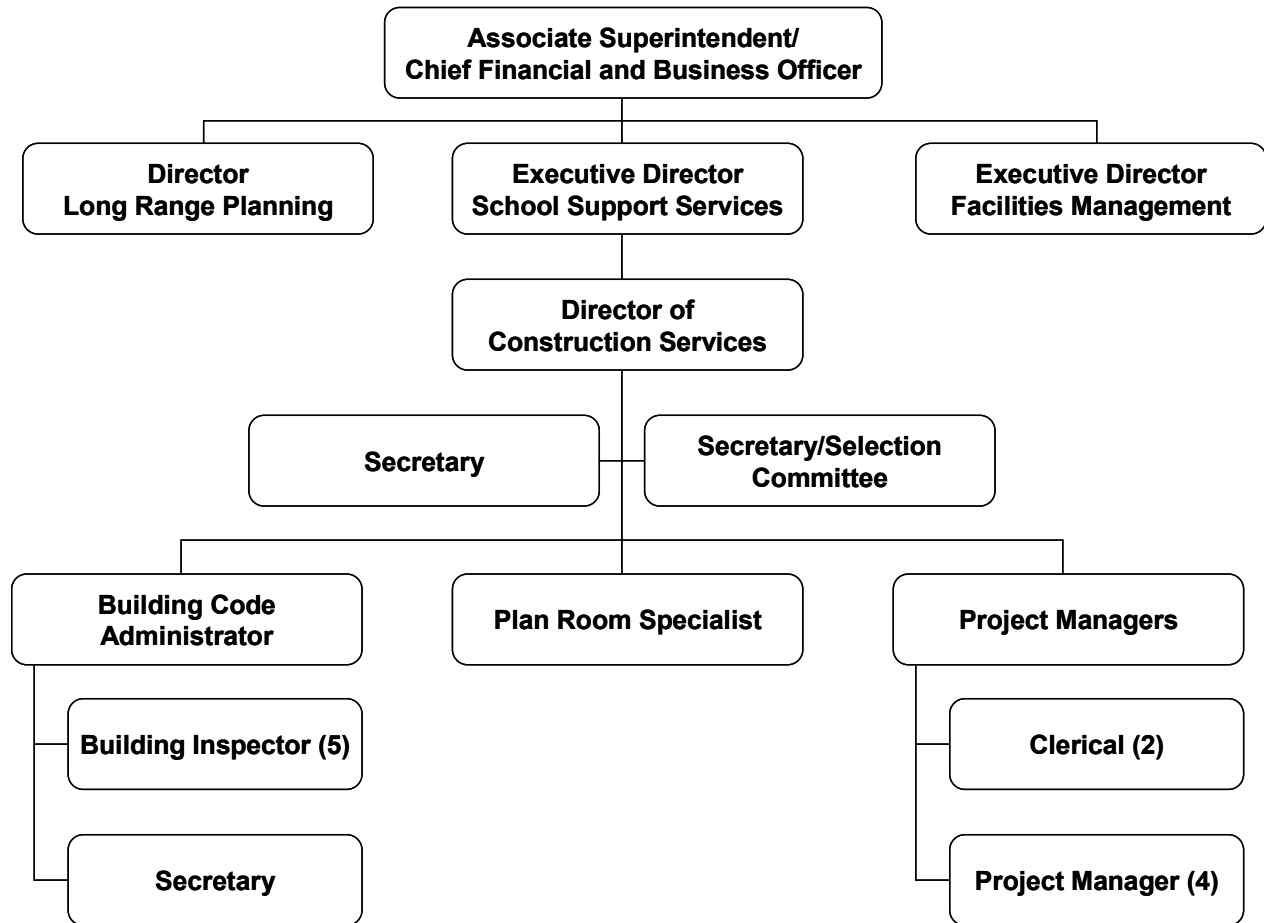 Associate Superintendent/
Chief Financial and Business Officer
Director
Long Range Planning
Executive Director
School Support Services
Executive Director
Facilities Management
Director of
Construction Services
Secretary
Secretary/Selection
Committee
Building Code
Administrator
Plan Room Specialist
Project Managers
Building Inspector (5)
Clerical (2)
Secretary
Project Manager (4)